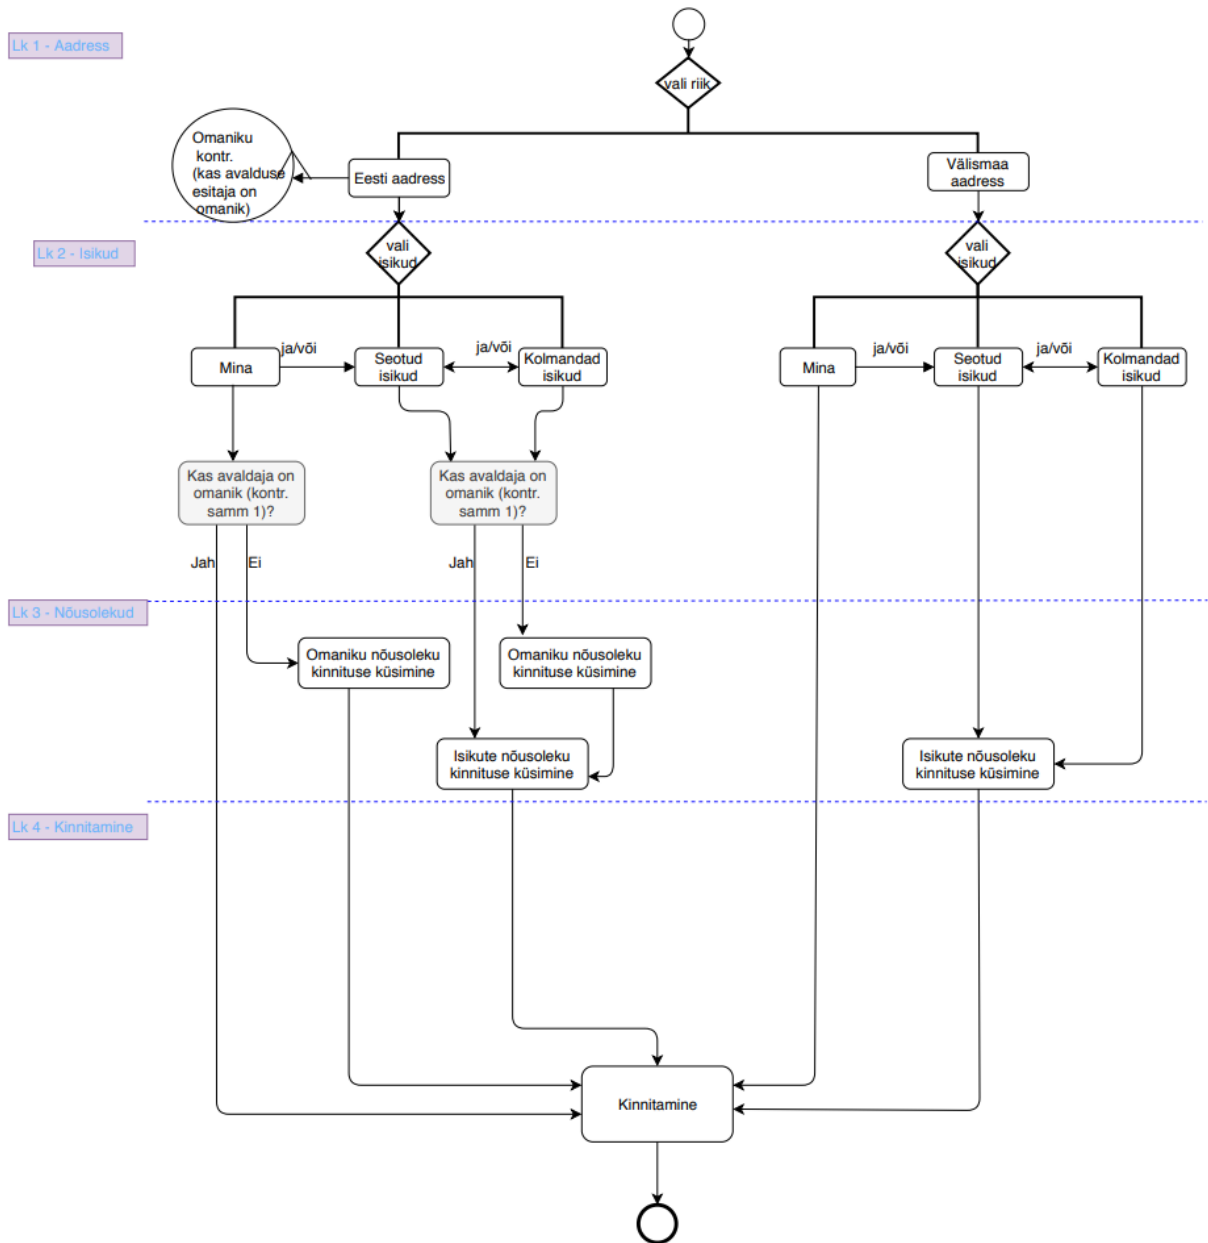 Lk 1 - Aadress
vali riik
Omaniku
kontr.
(kas avalduse
esitaja on
omanik)
Eesti aadress
Välismaa
aadress
Lk 2 - Isikud
vali
isikud
vali
isikud
Mina
ja/või
Seotud
isikud
ja/või
Kolmandad
isikud
Mina
ja/või
Seotud
isikud
ja/või
Kolmandad
isikud
Kas avaldaja on
omanik (kontr.
samm 1)?
Kas avaldaja on
omanik (kontr.
samm 1)?
Jah
Ei
Jah
Ei
Lk 3 - Nõusolekud
Omaniku nõusoleku
kinnituse küsimine
Omaniku nõusoleku
kinnituse küsimine
Isikute nõusoleku
kinnituse küsimine
Isikute nõusoleku
kinnituse küsimine
Lk 4 - Kinnitamine
Kinnitamine